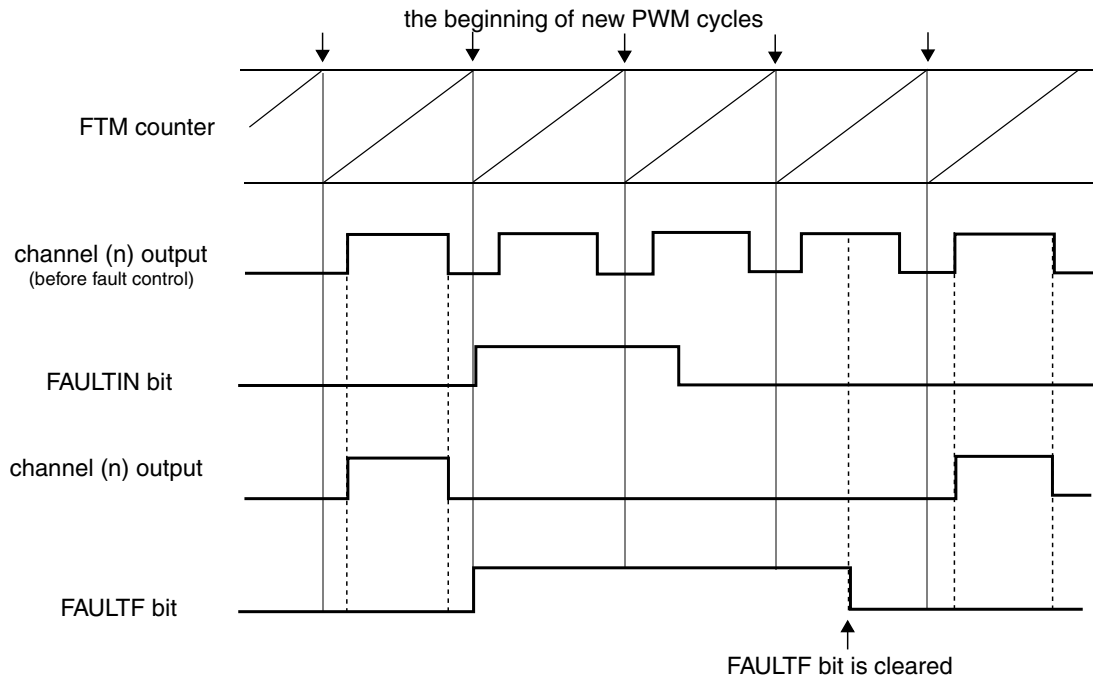 the beginning of new PWM cycles
FTM counter
channel (n) output
(before fault control)
FAULTIN bit
channel (n) output
FAULTF bit
FAULTF bit is cleared